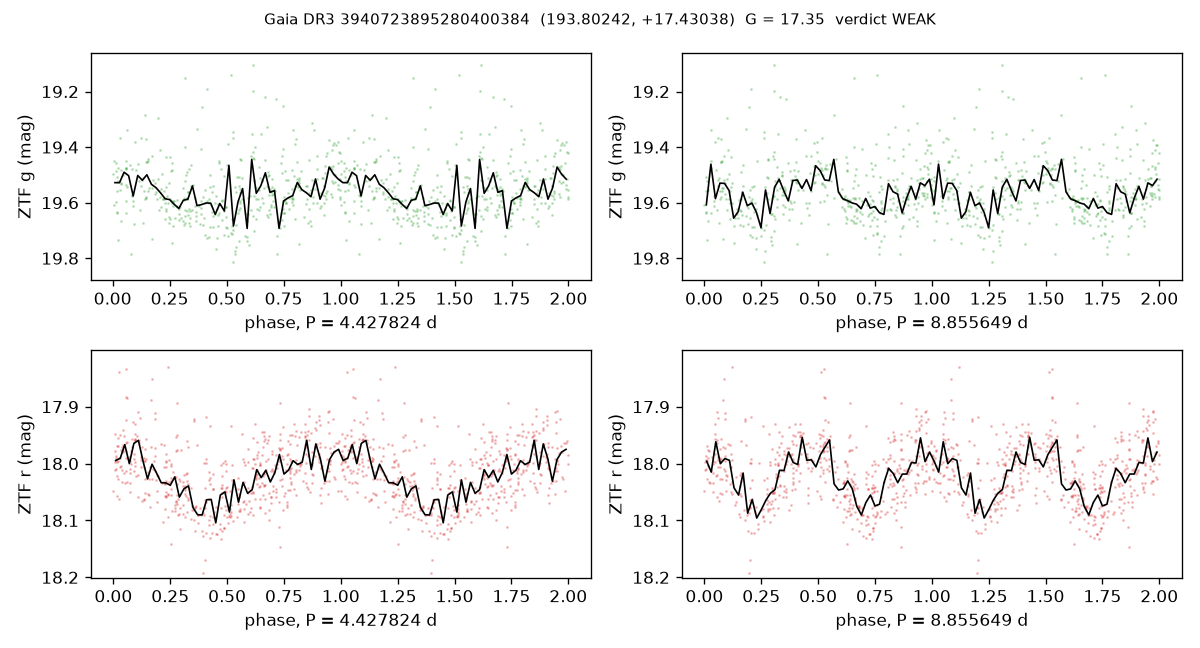 Gaia DR3 3940723895280400384  (193.80242, +17.43038)  G = 17.35  verdict WEAK
ZTF g (mag)
19.2
19.4
19.6
19.8
0.00 0.25 0.50 0.75 1.00 1.25 1.50 1.75 2.00
phase, P = 4.427824 d
ZTF g (mag)
19.2
19.4
19.6
19.8
0.00 0.25 0.50 0.75 1.00 1.25 1.50 1.75 2.00
phase, P = 8.855649 d
ZTF r (mag)
17.9
18.0
18.1
18.2
0.00 0.25 0.50 0.75 1.00 1.25 1.50 1.75 2.00
phase, P = 4.427824 d
ZTF r (mag)
17.9
18.0
18.1
18.2
0.00 0.25 0.50 0.75 1.00 1.25 1.50 1.75 2.00
phase, P = 8.855649 d